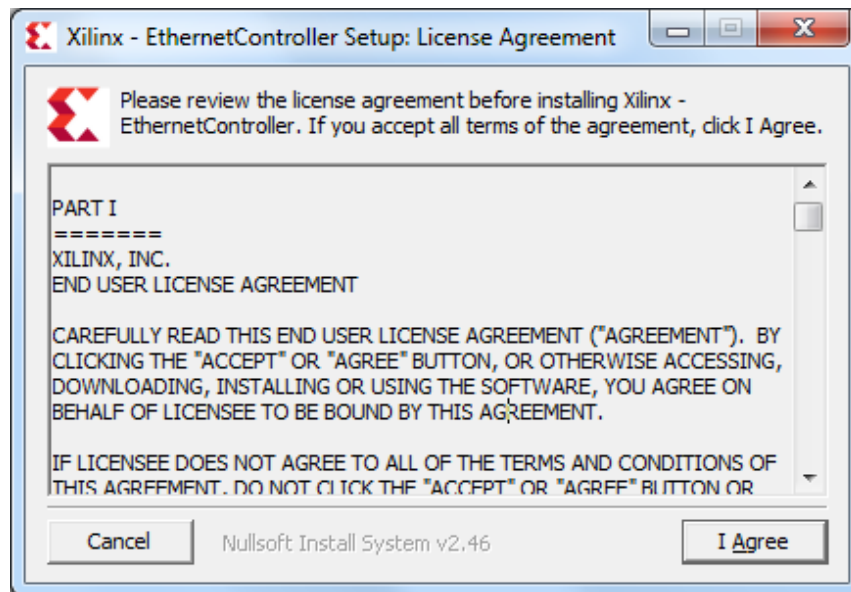 Xilinx - EthernetController Setup: License Agreement
Please review the license agreement before installing Xilinx -
EthernetController. If you accept all terms of the agreement, click I Agree.
PART I
=======
XILINX, INC.
END USER LICENSE AGREEMENT
CAREFULLY READ THIS END USER LICENSE AGREEMENT ("AGREEMENT").  BY
CLICKING THE "ACCEPT" OR "AGREE" BUTTON, OR OTHERWISE ACCESSING,
DOWNLOADING, INSTALLING OR USING THE SOFTWARE, YOU AGREE ON
BEHALF OF LICENSEE TO BE BOUND BY THIS AGREEMENT.
IF LICENSEE DOES NOT AGREE TO ALL OF THE TERMS AND CONDITIONS OF
THIS AGREEMENT, DO NOT CLICK THE "ACCEPT" OR "AGREE" BUTTON OR
Cancel
Nullsoft Install System v2.46
I Agree